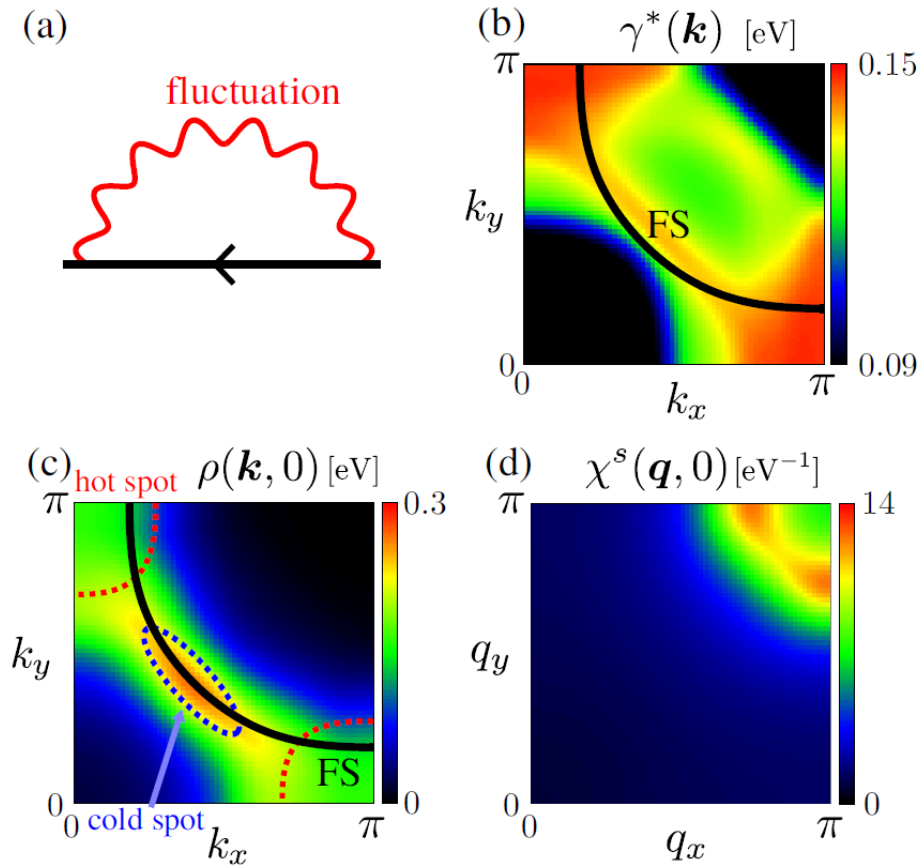 (a)
fluctuation
(b)
γ*(k) [eV]
π
0.15
k_y
FS
0
0.09
0
π
k_x
(c)
ρ(k, 0) [eV]
hot spot
π
0.3
k_y
FS
0
0
cold spot
0
π
k_x
(d)
χ^s(q, 0) [eV⁻¹]
π
14
q_y
0
0
0
π
q_x